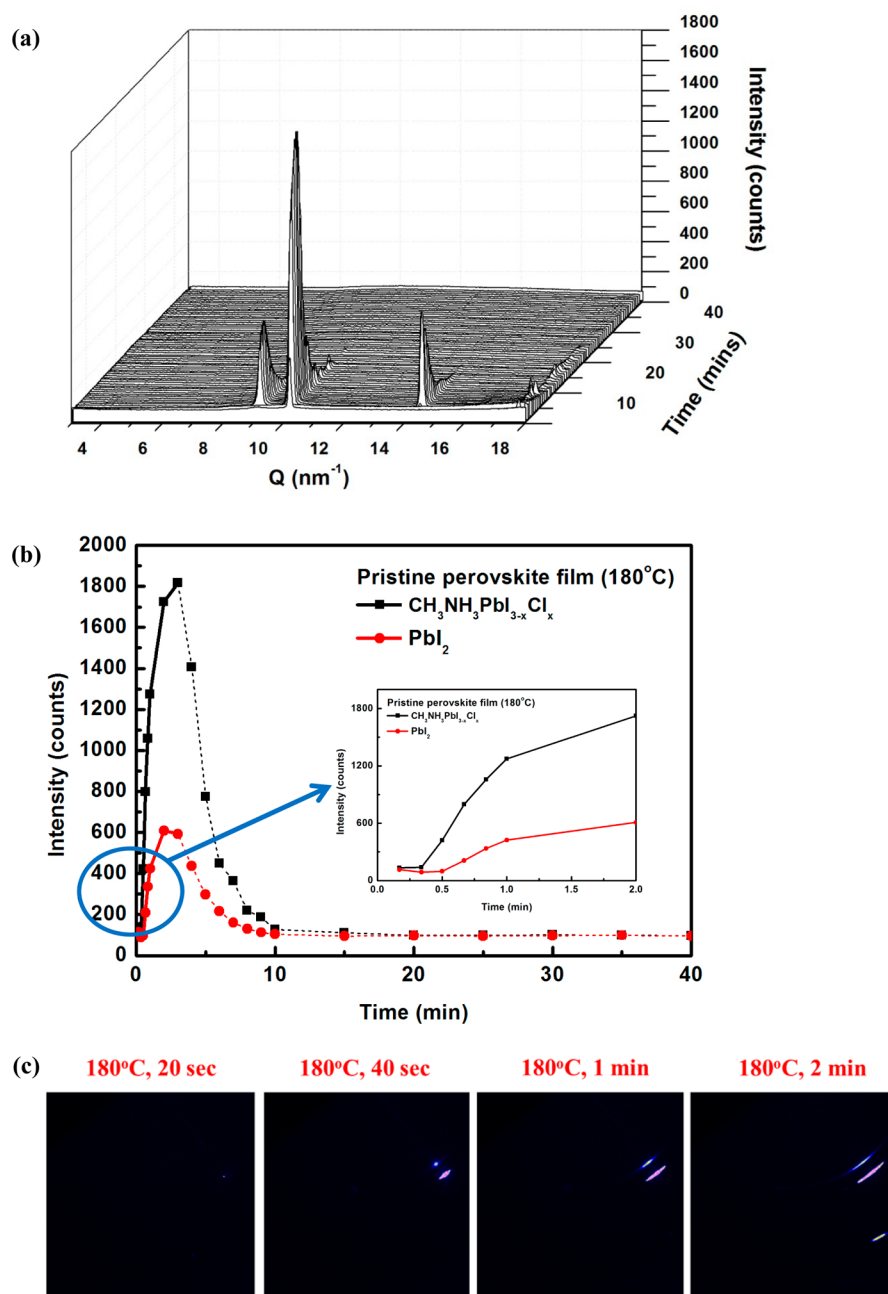 (a)
1800
1600
1400
1200
1000
800
600
400
200
0
Intensity (counts)
40
30
20
10
Time (mins)
4 6 8 10 12 14 16 18
Q (nm⁻¹)
(b)
2000
1800
1600
1400
1200
1000
800
600
400
200
0
Intensity (counts)
Pristine perovskite film (180°C)
CH₃NH₃PbI₃₋ₓClₓ
PbI₂
1800
1200
600
0
Intensity (counts)
Pristine perovskite film (180°C)
CH₃NH₃PbI₃₋ₓClₓ
PbI₂
0.0 0.5 1.0 1.5 2.0
Time (min)
0 10 20 30 40
Time (min)
(c)
180°C, 20 sec 180°C, 40 sec 180°C, 1 min 180°C, 2 min